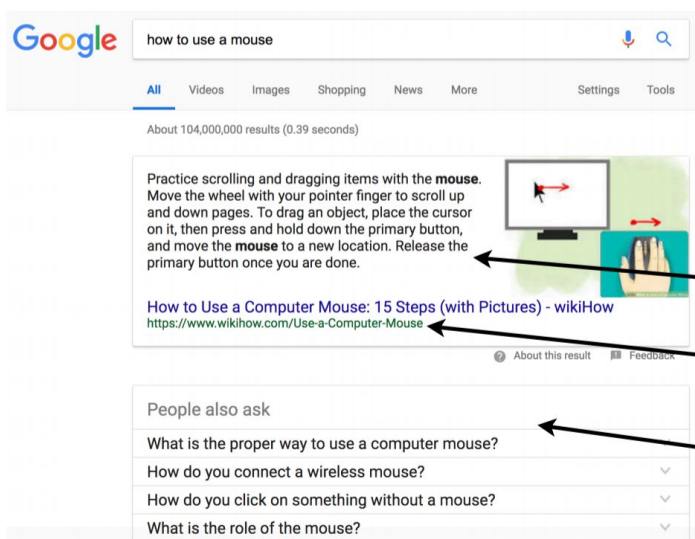 Google
how to use a mouse
All Videos Images Shopping News More Settings Tools
About 104,000,000 results (0.39 seconds)
Practice scrolling and dragging items with the mouse.
Move the wheel with your pointer finger to scroll up
and down pages. To drag an object, place the cursor
on it, then press and hold down the primary button,
and move the mouse to a new location. Release the
primary button once you are done.
How to Use a Computer Mouse: 15 Steps (with Pictures) - wikiHow
https://www.wikihow.com/Use-a-Computer-Mouse
About this result Feedback
People also ask
What is the proper way to use a computer mouse?
How do you connect a wireless mouse?
How do you click on something without a mouse?
What is the role of the mouse?